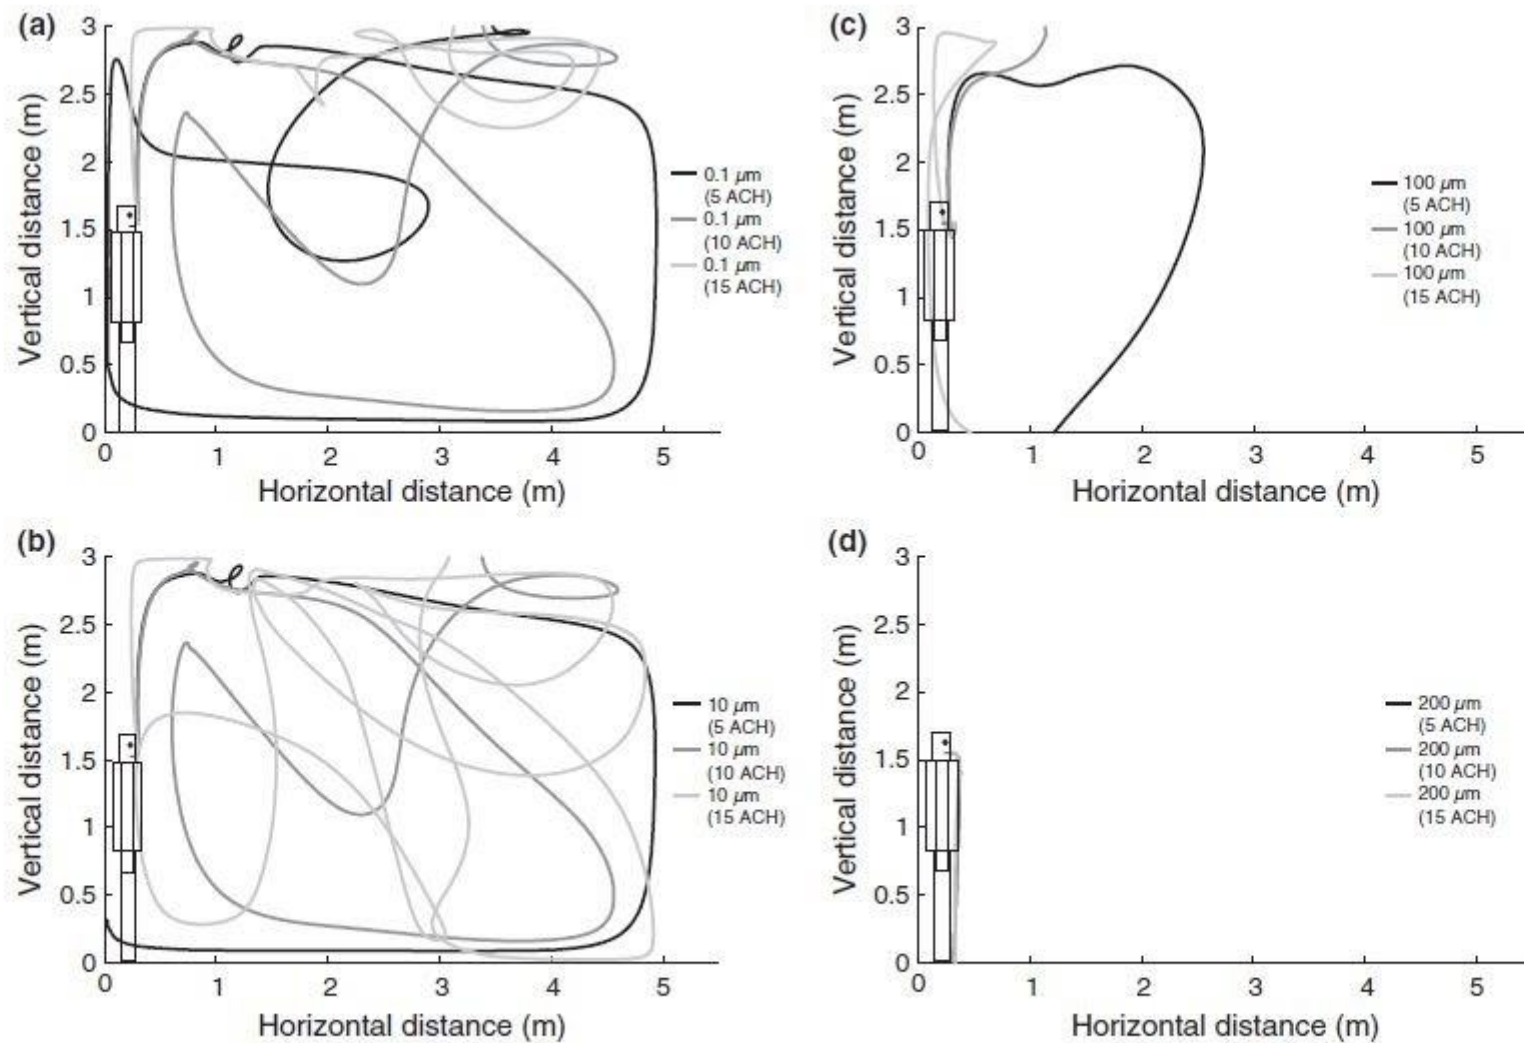 (a)
3
2.5
2
1.5
1
0.5
0
Vertical distance (m)
0 1 2 3 4 5
Horizontal distance (m)
0.1 µm
(5 ACH)
0.1 µm
(10 ACH)
0.1 µm
(15 ACH)
(c)
3
2.5
2
1.5
1
0.5
0
Vertical distance (m)
0 1 2 3 4 5
Horizontal distance (m)
100 µm
(5 ACH)
100 µm
(10 ACH)
100 µm
(15 ACH)
(b)
3
2.5
2
1.5
1
0.5
0
Vertical distance (m)
0 1 2 3 4 5
Horizontal distance (m)
10 µm
(5 ACH)
10 µm
(10 ACH)
10 µm
(15 ACH)
(d)
3
2.5
2
1.5
1
0.5
0
Vertical distance (m)
0 1 2 3 4 5
Horizontal distance (m)
200 µm
(5 ACH)
200 µm
(10 ACH)
200 µm
(15 ACH)